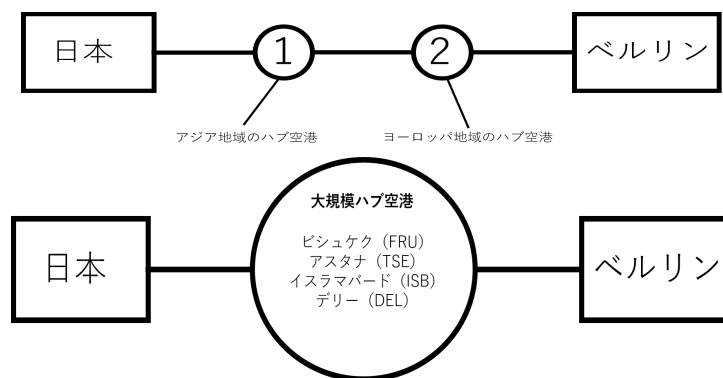 日本
1
2
ベルリン
アジア地域のハブ空港
ヨーロッパ地域のハブ空港
日本
大規模ハブ空港
ビシュケク（FRU）
アスタナ（TSE）
イスラマバード（ISB）
デリー（DEL）
ベルリン